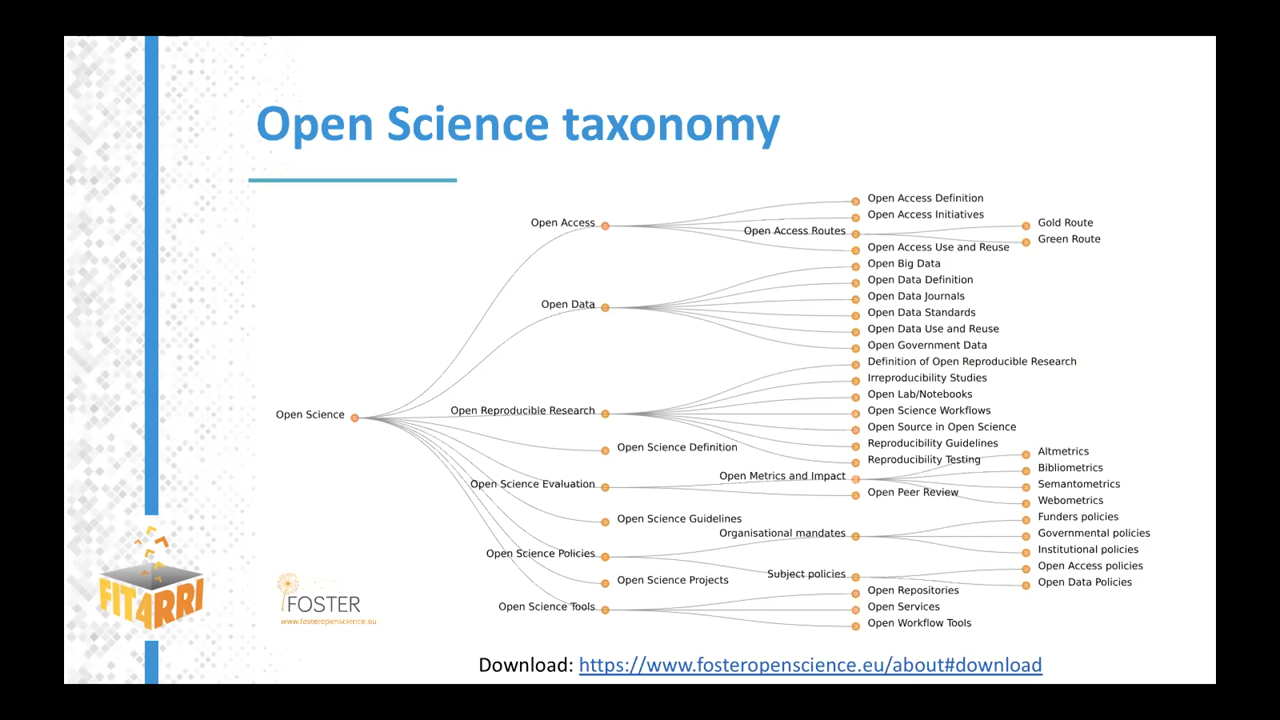 Open Science taxonomy
Open Science
Open Access
Open Access Definition
Open Access Initiatives
Open Access Routes
Gold Route
Green Route
Open Access Use and Reuse
Open Data
Open Big Data
Open Data Definition
Open Data Journals
Open Data Standards
Open Data Use and Reuse
Open Government Data
Open Reproducible Research
Definition of Open Reproducible Research
Irreproducibility Studies
Open Lab/Notebooks
Open Science Workflows
Open Source in Open Science
Reproducibility Guidelines
Reproducibility Testing
Open Science Definition
Open Science Evaluation
Open Metrics and Impact
Altmetrics
Bibliometrics
Semantometrics
Webometrics
Open Peer Review
Open Science Guidelines
Open Science Policies
Organisational mandates
Funders policies
Governmental policies
Institutional policies
Subject policies
Open Access policies
Open Data Policies
Open Science Projects
Open Science Tools
Open Repositories
Open Services
Open Workflow Tools
FIT4RRI
FOSTER
www.fosteropenscience.eu
Download: https://www.fosteropenscience.eu/about#download